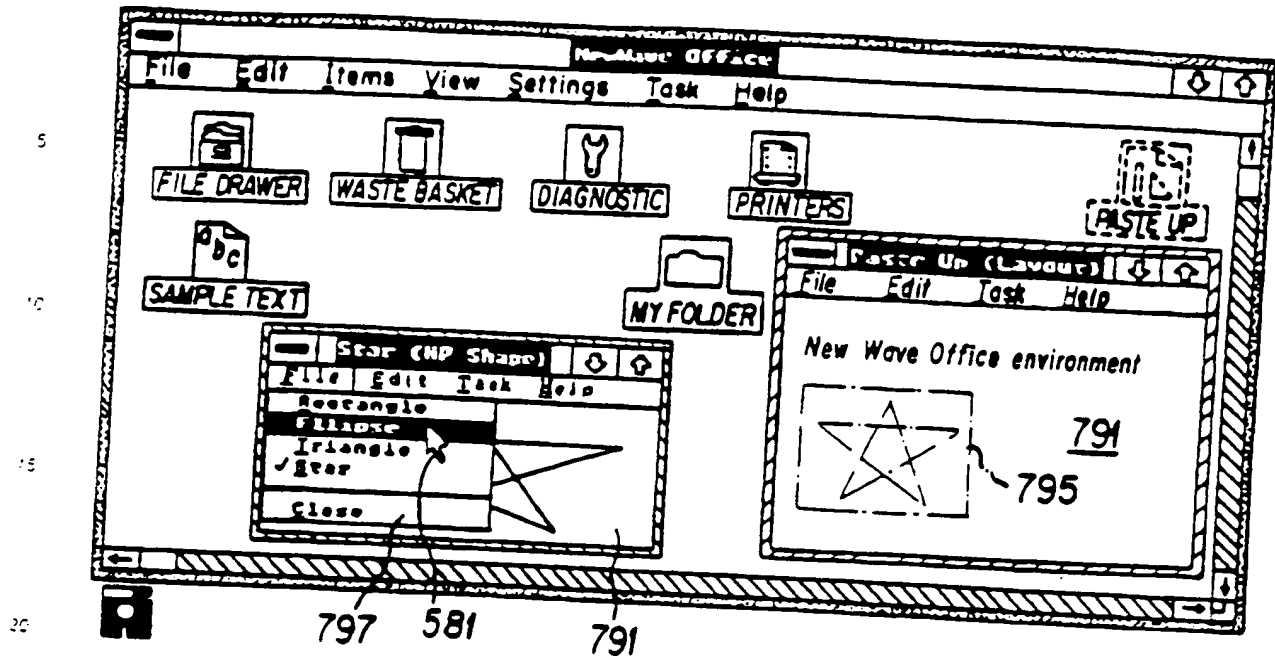 NewWave Office
File Edit Items View Settings Task Help
5
FILE DRAWER WASTE BASKET DIAGNOSTIC PRINTERS PASTE UP
abc
SAMPLE TEXT MY FOLDER
10
Paste Up (Layout)
File Edit Task Help
New Wave Office environment
791
795
Star (HP Shape)
File Edit Task Help
Rectangle
Ellipse
Triangle
✓Star
Close
15
797 581 791
20